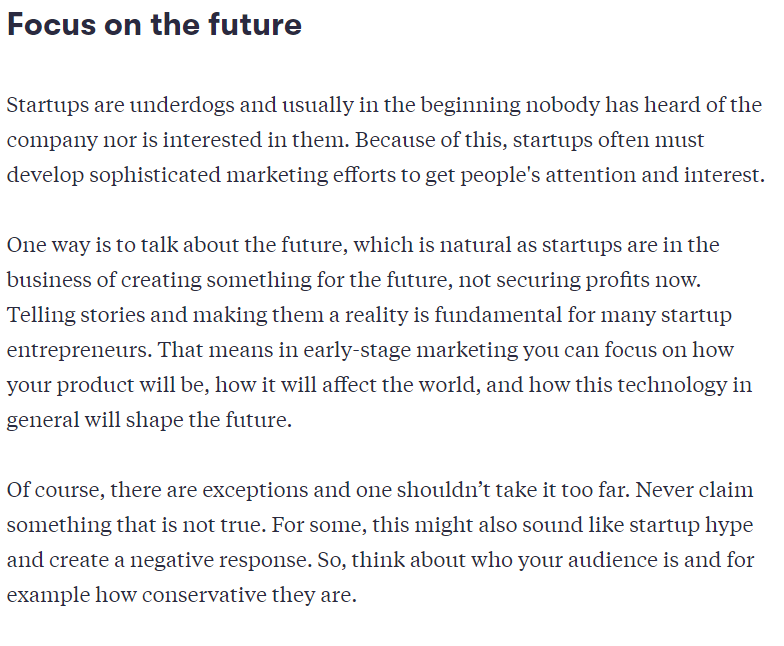 Focus on the future
Startups are underdogs and usually in the beginning nobody has heard of the
company nor is interested in them. Because of this, startups often must
develop sophisticated marketing efforts to get people's attention and interest.
One way is to talk about the future, which is natural as startups are in the
business of creating something for the future, not securing profits now.
Telling stories and making them a reality is fundamental for many startup
entrepreneurs. That means in early-stage marketing you can focus on how
your product will be, how it will affect the world, and how this technology in
general will shape the future.
Of course, there are exceptions and one shouldn’t take it too far. Never claim
something that is not true. For some, this might also sound like startup hype
and create a negative response. So, think about who your audience is and for
example how conservative they are.